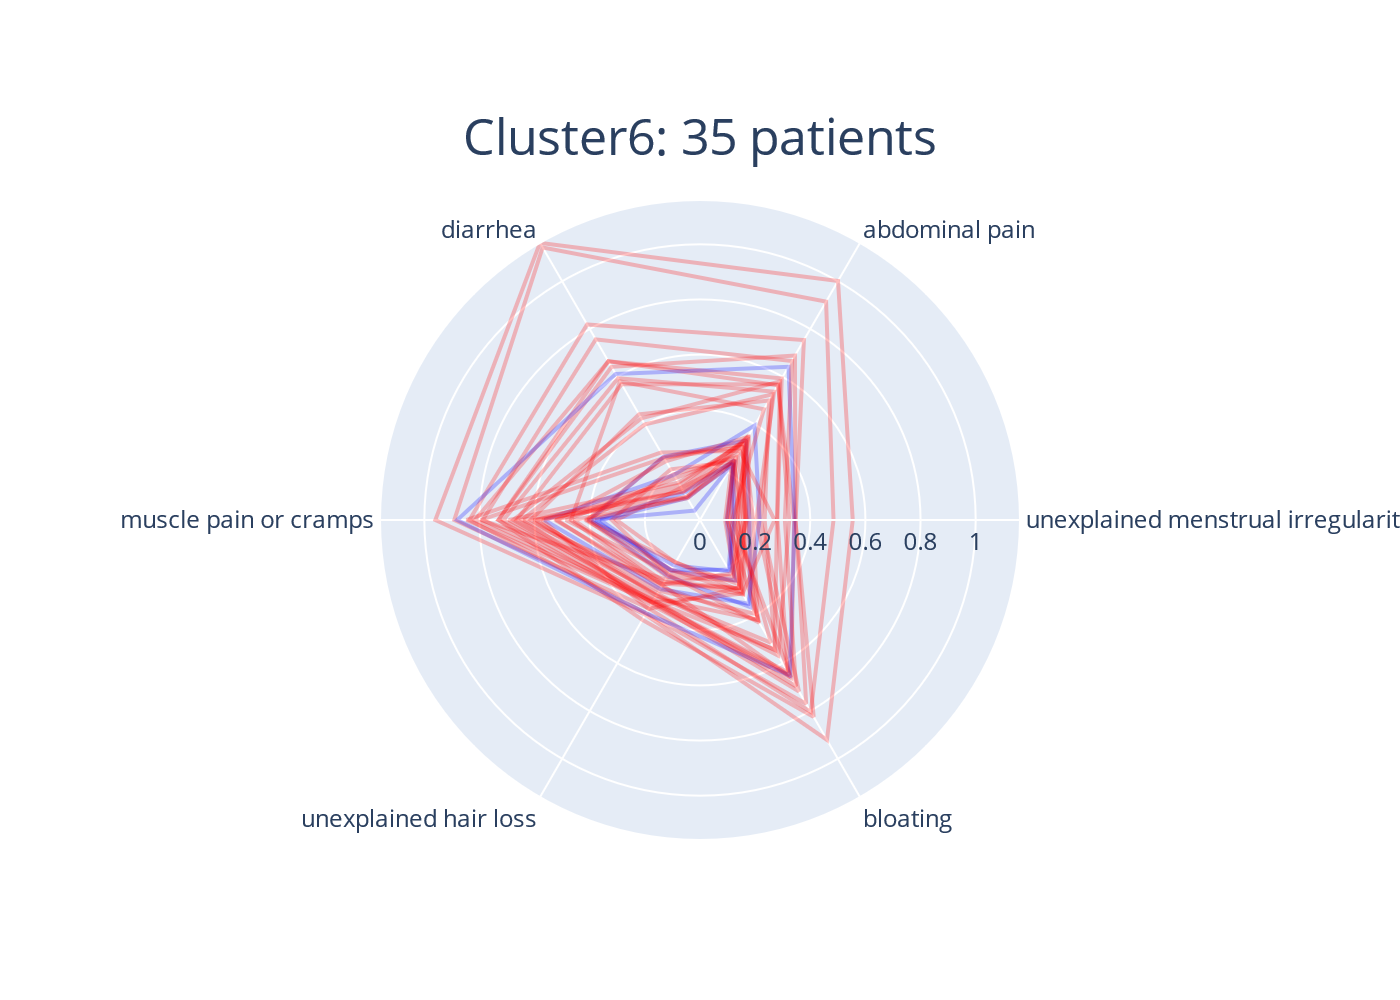 Cluster6: 35 patients
diarrhea
abdominal pain
muscle pain or cramps
unexplained menstrual irregularit
0 0.2 0.4 0.6 0.8 1
unexplained hair loss
bloating